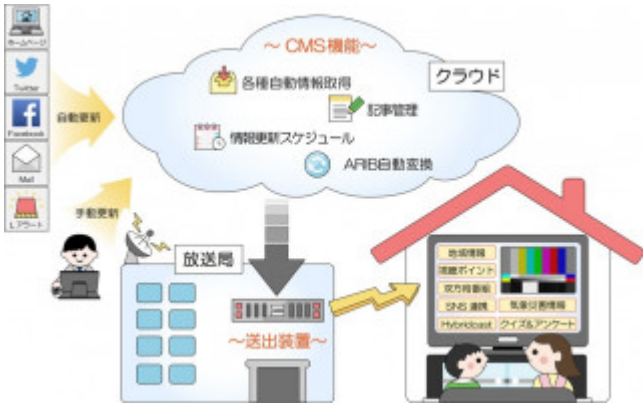 ホームページ
Twitter
Facebook
Mail
Lアラート
自動更新
手動更新
～CMS機能～
クラウド
各種自動情報取得
記事管理
情報更新スケジュール
ARIB自動変換
放送局
～送出装置～
地域情報
視聴ポイント
双方向番組
SNS 連携
気象災害情報
Hybridcast
クイズ&アンケート